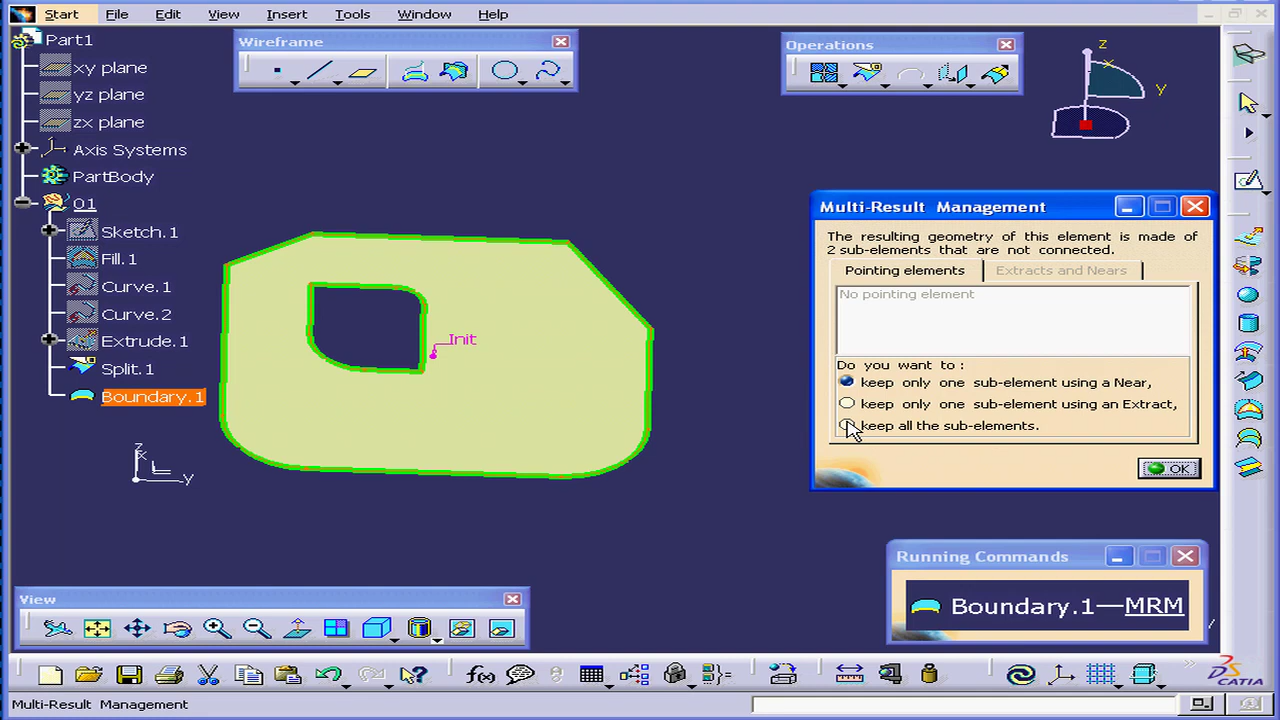 Start File Edit View Insert Tools Window Help
Part1
xy plane
yz plane
zx plane
Axis Systems
PartBody
01
Sketch.1
Fill.1
Curve.1
Curve.2
Extrude.1
Split.1
Boundary.1
Wireframe
Operations
z
x
y
Init
Multi-Result Management
The resulting geometry of this element is made of
2 sub-elements that are not connected.
Pointing elements
Extracts and Nears
No pointing element
Do you want to :
keep only one sub-element using a Near,
keep only one sub-element using an Extract,
keep all the sub-elements.
OK
z
x
y
Running Commands
Boundary.1—MRM
View
f(x)
CATIA
Multi-Result Management